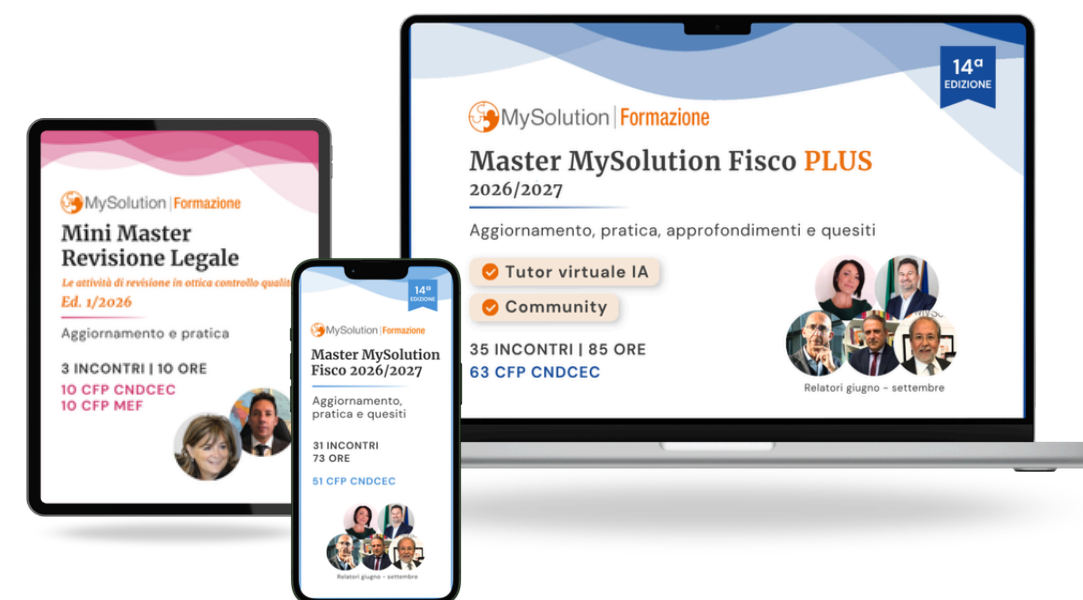 MySolution | Formazione
Mini Master
Revisione Legale
Le attività di revisione in ottica controllo
Ed. 1/2026
Aggiornamento e pratica
3 INCONTRI | 10 ORE
10 CFP CNDCEC
10 CFP MEF
14ª
EDIZIONE
MySolution | Formazione
Master MySolution
Fisco 2026/2027
Aggiornamento,
pratica e quesiti
31 INCONTRI
73 ORE
51 CFP CNDCEC
Relatori giugno - settembre
14ª
EDIZIONE
MySolution | Formazione
Master MySolution Fisco PLUS
2026/2027
Aggiornamento, pratica, approfondimenti e quesiti
Tutor virtuale IA
Community
35 INCONTRI | 85 ORE
63 CFP CNDCEC
Relatori giugno - settembre